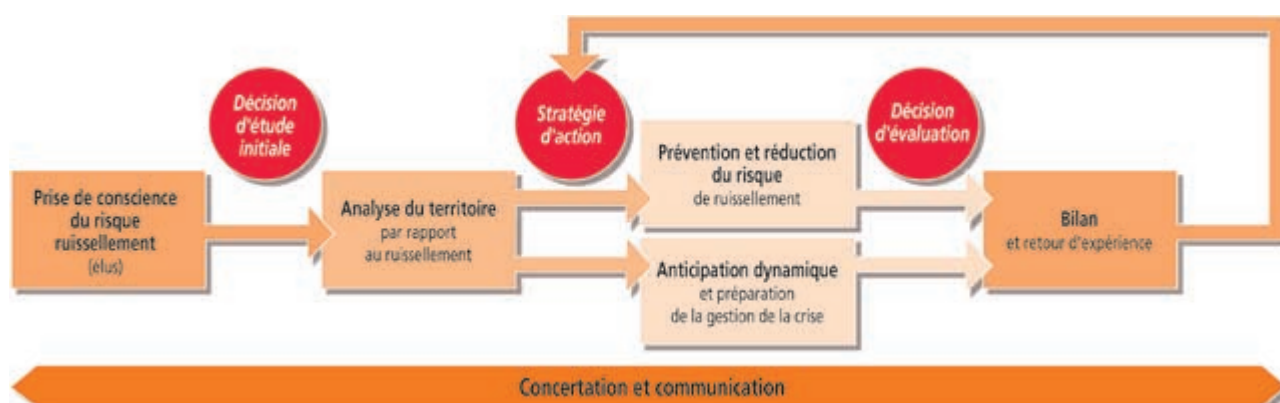 Décision
d'étude
initiale
Stratégie
d'action
Décision
d'évaluation
Prise de conscience
du risque
ruissellement
(élus)
Analyse du territoire
par rapport
au ruissellement
Prévention et réduction
du risque
de ruissellement
Anticipation dynamique
et préparation
de la gestion de la crise
Bilan
et retour d'expérience
Concertation et communication